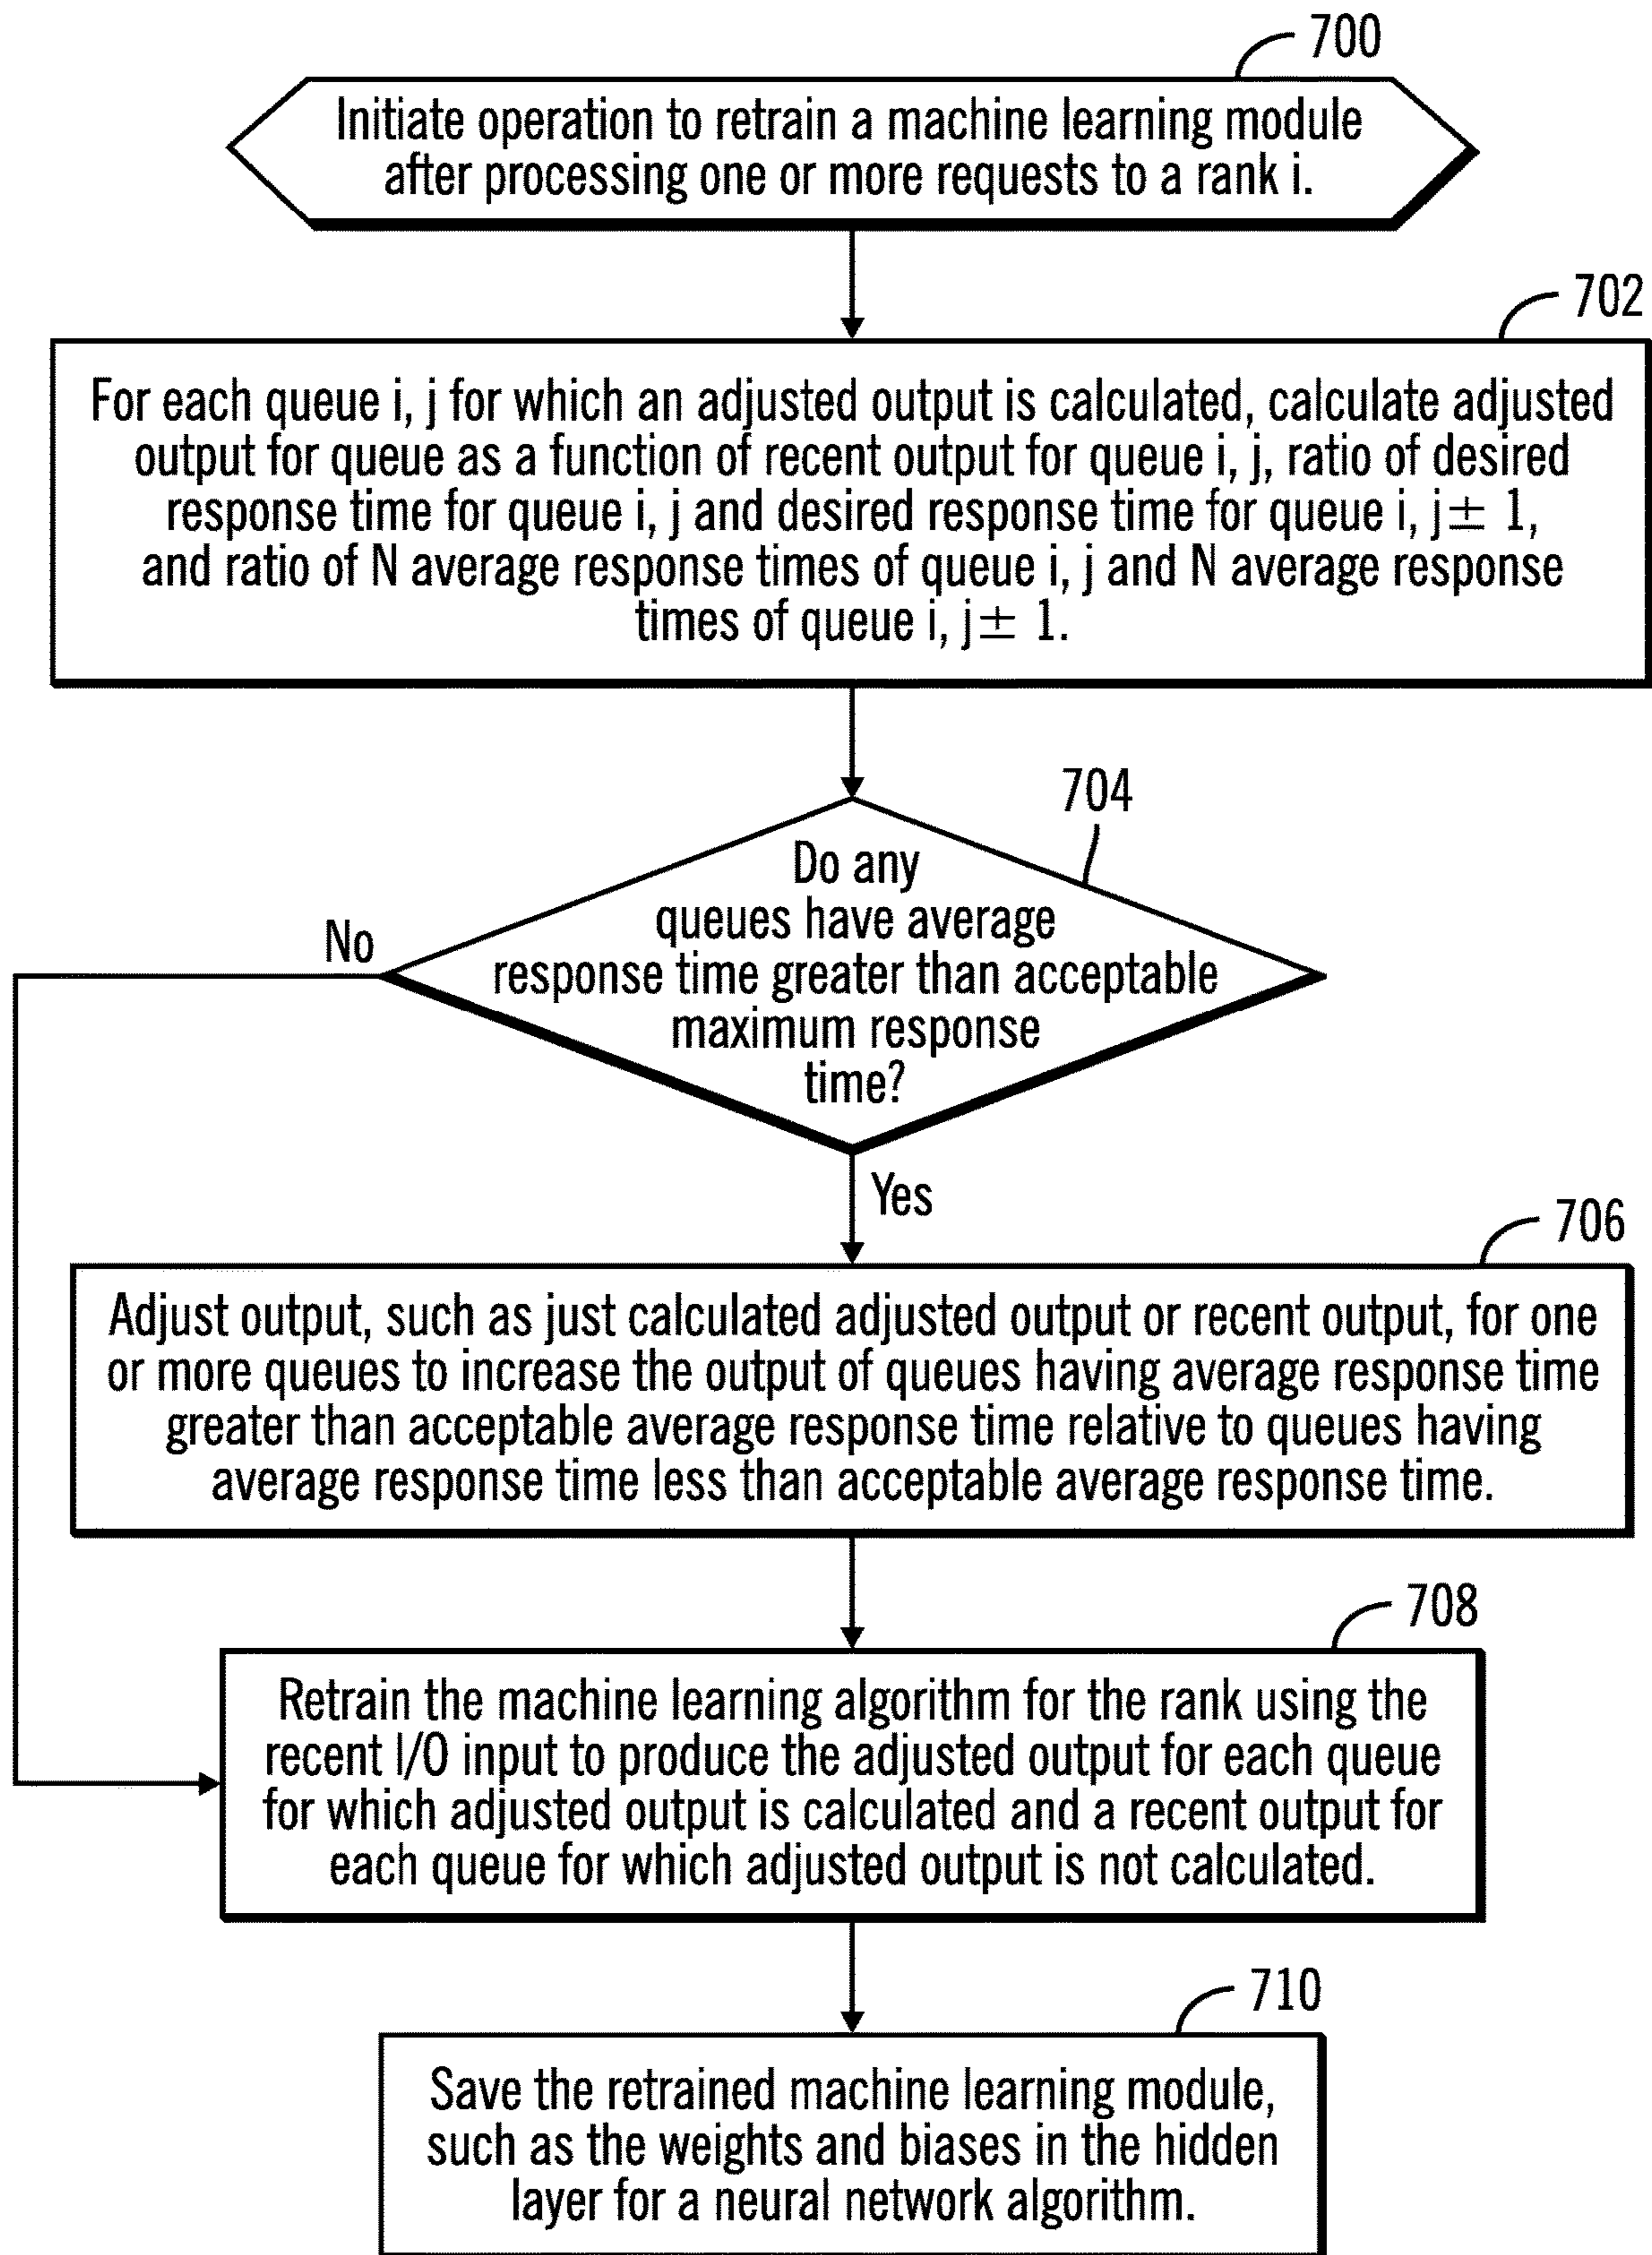 700
Initiate operation to retrain a machine learning module
after processing one or more requests to a rank i.
702
For each queue i, j for which an adjusted output is calculated, calculate adjusted
output for queue as a function of recent output for queue i, j, ratio of desired
response time for queue i, j and desired response time for queue i, j ± 1,
and ratio of N average response times of queue i, j and N average response
times of queue i, j ± 1.
704
Do any
queues have average
response time greater than acceptable
maximum response
time?
No
Yes
706
Adjust output, such as just calculated adjusted output or recent output, for one
or more queues to increase the output of queues having average response time
greater than acceptable average response time relative to queues having
average response time less than acceptable average response time.
708
Retrain the machine learning algorithm for the rank using the
recent I/O input to produce the adjusted output for each queue
for which adjusted output is calculated and a recent output for
each queue for which adjusted output is not calculated.
710
Save the retrained machine learning module,
such as the weights and biases in the hidden
layer for a neural network algorithm.